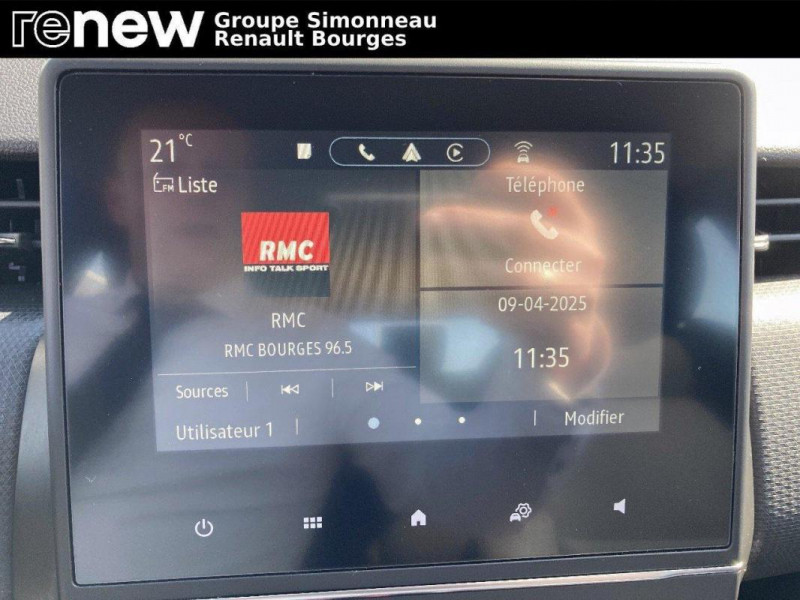 renew Groupe Simonneau
Renault Bourges
21°C
11:35
FM Liste
Téléphone
RMC
INFO TALK SPORT
Connecter
09-04-2025
RMC
RMC BOURGES 96.5
11:35
Sources
Utilisateur 1
Modifier